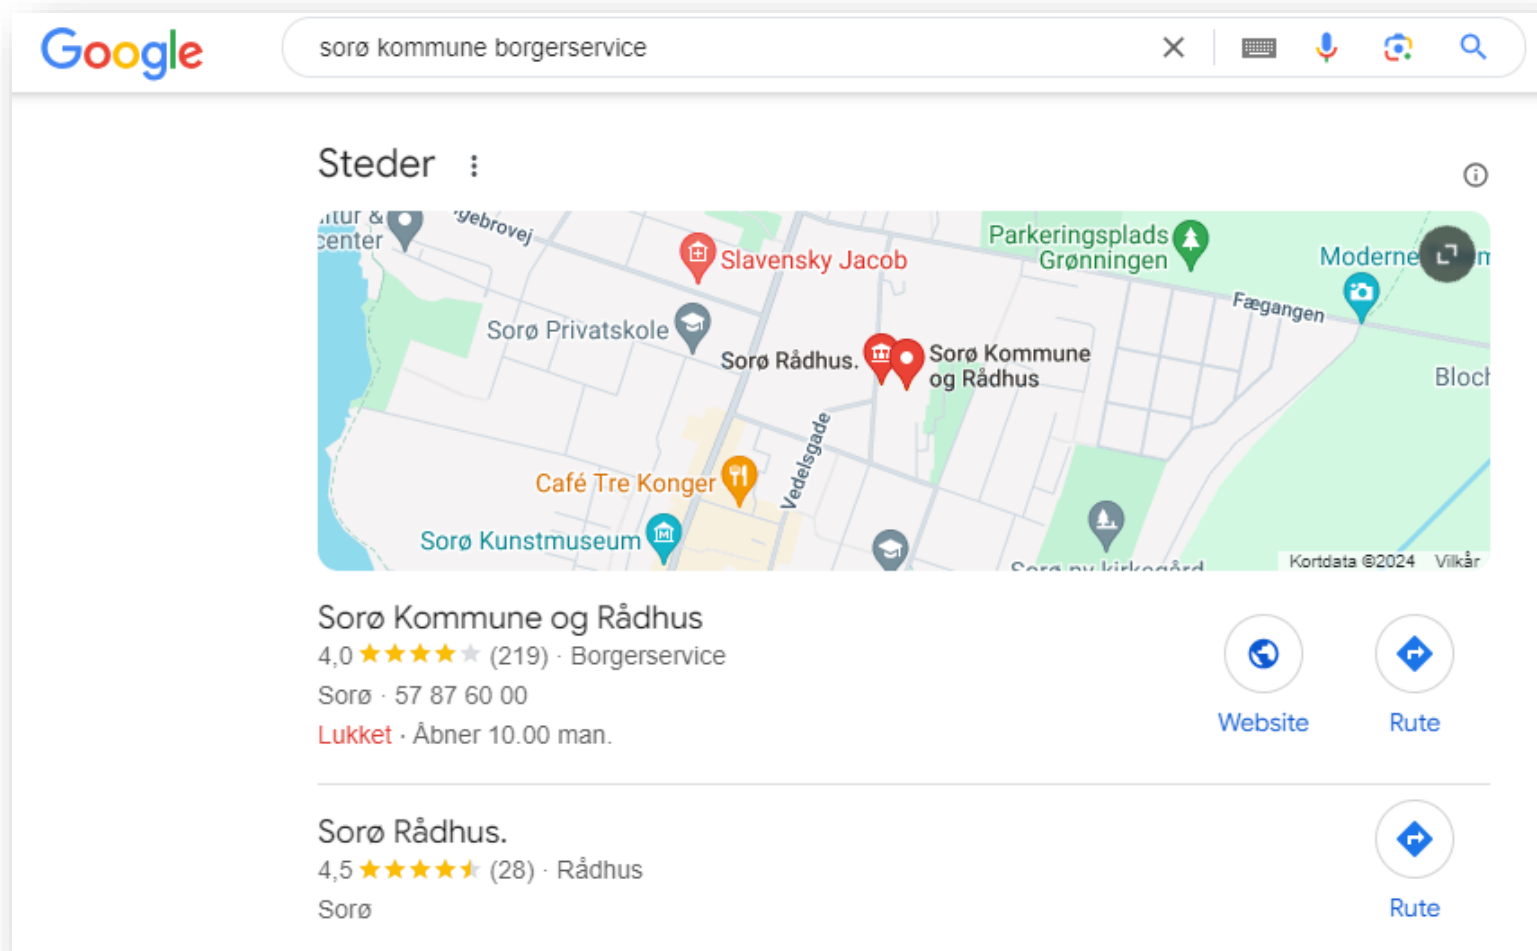 Google
sorø kommune borgerservice
Steder
center
Slavensky Jacob
Parkeringsplads
Grønningen
Moderne
Fægangen
Sorø Privatskole
Sorø Rådhus.
Sorø Kommune
og Rådhus
Vedelsgade
Café Tre Konger
Sorø Kunstmuseum
Sorø ny kirkegård
Kortdata ©2024 Vilkår
Sorø Kommune og Rådhus
4,0 (219) · Borgerservice
Sorø · 57 87 60 00
Lukket · Åbner 10.00 man.
Website
Rute
Sorø Rådhus.
4,5 (28) · Rådhus
Sorø
Rute